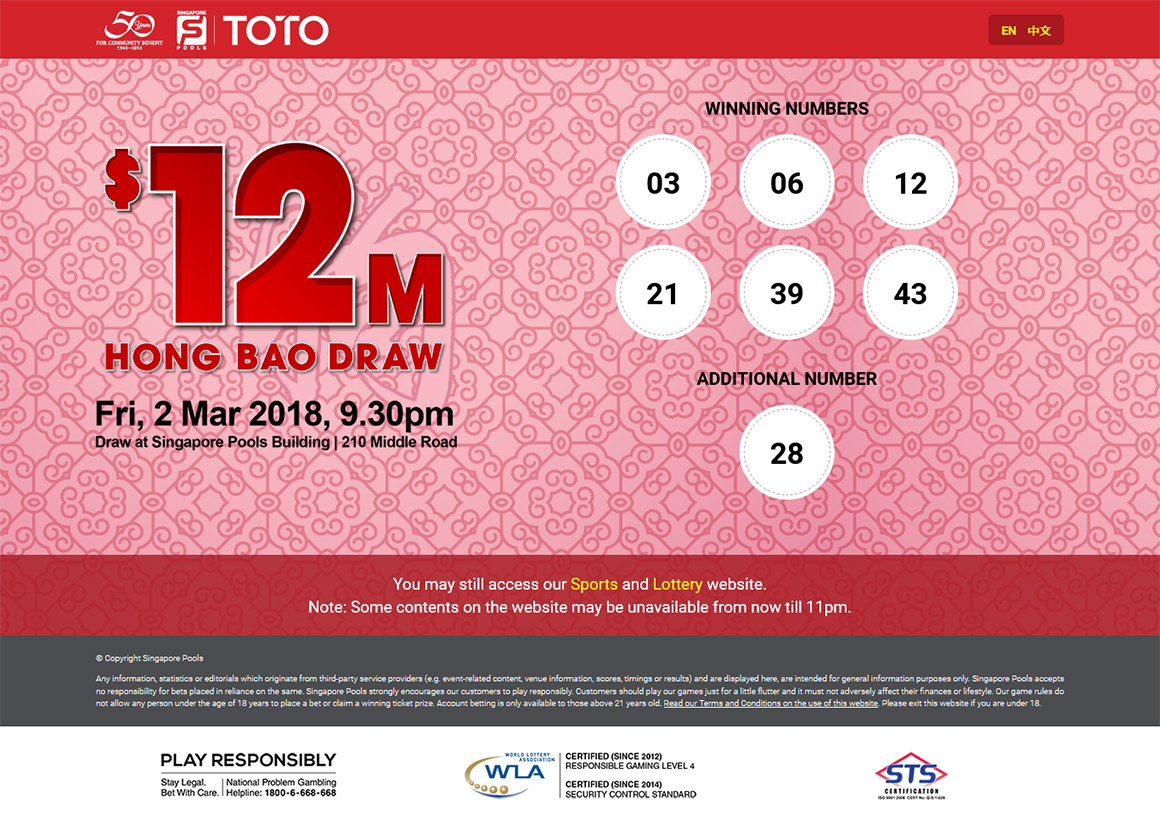 50 Years
FOR COMMUNITY BENEFIT
1968-2018
SINGAPORE
POOLS
TOTO
EN 中文
$12M
HONG BAO DRAW
Fri, 2 Mar 2018, 9.30pm
Draw at Singapore Pools Building | 210 Middle Road
WINNING NUMBERS
03 06 12
21 39 43
ADDITIONAL NUMBER
28
You may still access our Sports and Lottery website.
Note: Some contents on the website may be unavailable from now till 11pm.
© Copyright Singapore Pools
Any information, statistics or editorials which originate from third-party service providers (e.g. event-related content, venue information, scores, timings or results) and are displayed here, are intended for general information purposes only. Singapore Pools accepts
no responsibility for bets placed in reliance on the same. Singapore Pools strongly encourages our customers to play responsibly. Customers should play our games just for a little flutter and it must not adversely affect their finances or lifestyle. Our game rules do
not allow any person under the age of 18 years to place a bet or claim a winning ticket prize. Account betting is only available to those above 21 years old. Read our Terms and Conditions on the use of this website. Please exit this website if you are under 18.
PLAY RESPONSIBLY
Stay Legal. | National Problem Gambling
Bet With Care. | Helpline: 1800-6-668-668
WORLD LOTTERY
ASSOCIATION
WLA
CERTIFIED (SINCE 2012)
RESPONSIBLE GAMING LEVEL 4
CERTIFIED (SINCE 2014)
SECURITY CONTROL STANDARD
STS
CERTIFICATION